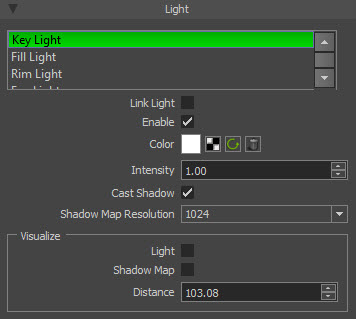 Light
Key Light
Fill Light
Rim Light
Link Light
Enable
Color
Intensity 1.00
Cast Shadow
Shadow Map Resolution 1024
Visualize
Light
Shadow Map
Distance 103.08